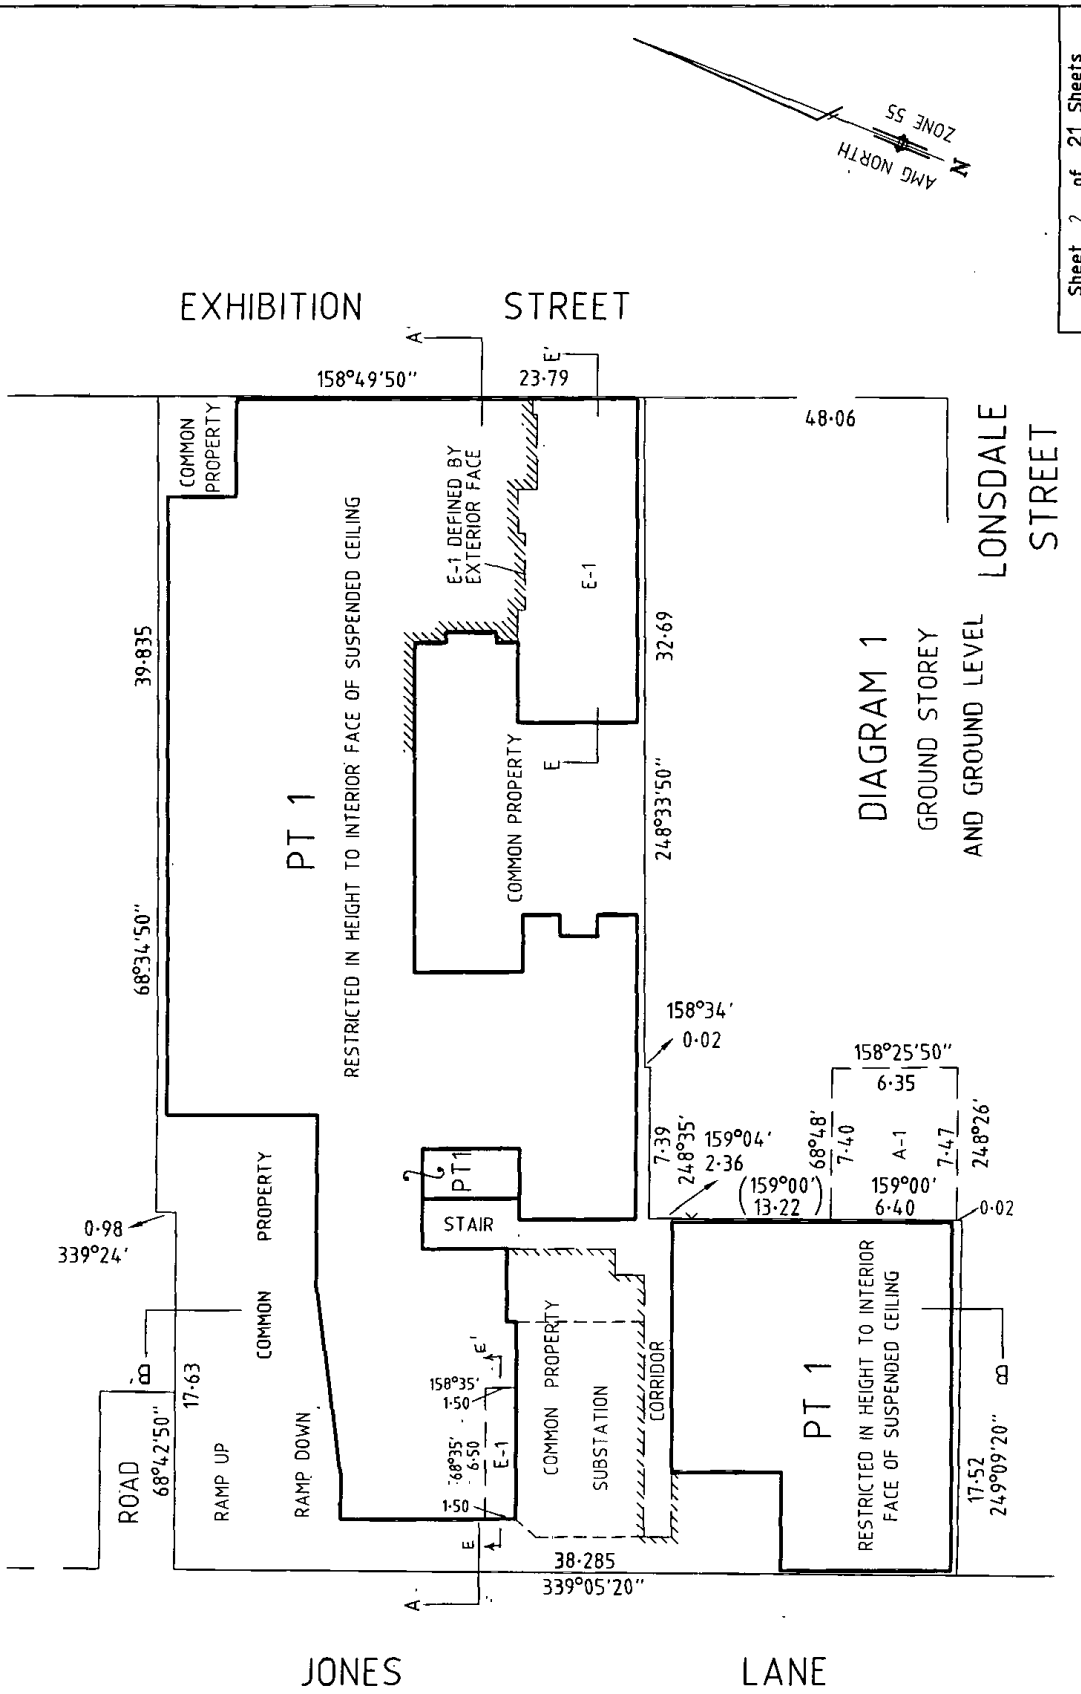 Sheet 2 of 21 Sheets
AMG NORTH
ZONE 55
N
EXHIBITION STREET
A'
E'
158°49'50"
23·79
48·06
COMMON
PROPERTY
E-1 DEFINED BY
EXTERIOR FACE
E-1
LONSDALE
STREET
39·835
68°34'50"
PT 1
RESTRICTED IN HEIGHT TO INTERIOR FACE OF SUSPENDED CEILING
COMMON PROPERTY
E
32·69
248°33'50"
DIAGRAM 1
GROUND STOREY
AND GROUND LEVEL
158°34'
0·02
158°25'50"
6·35
68°48'
7·40
A-1
7·47
248°26'
7·39
248°35'
159°04'
2·36
(159°00')
13·22
159°00'
6·40
0·02
PT1
STAIR
0·98
339°24'
COMMON PROPERTY
B'
17·63
68°42'50"
ROAD
RAMP UP
RAMP DOWN
E'
158°35'
1·50
68°35'
6·50
E-1
1·50
E
COMMON PROPERTY
SUBSTATION
CORRIDOR
PT 1
RESTRICTED IN HEIGHT TO INTERIOR
FACE OF SUSPENDED CEILING
B
17·52
249°09'20"
38·285
339°05'20"
A
JONES LANE